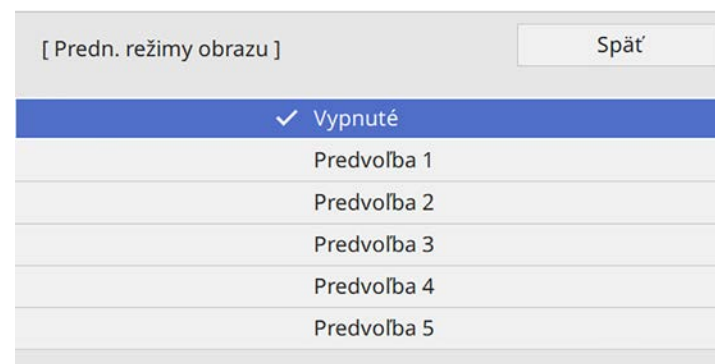 [ Predn. režimy obrazu ] Späť
Vypnuté
Predvoľba 1
Predvoľba 2
Predvoľba 3
Predvoľba 4
Predvoľba 5